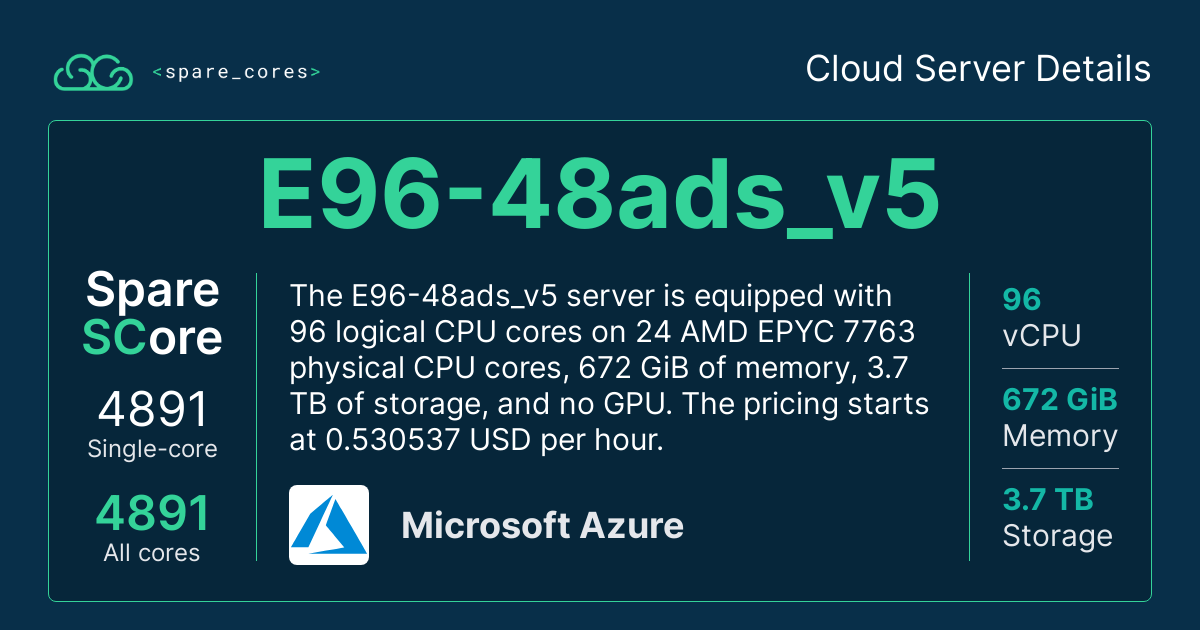 <spare_cores>
Cloud Server Details
E96-48ads_v5
Spare
SCore
4891
Single-core
4891
All cores
The E96-48ads_v5 server is equipped with
96 logical CPU cores on 24 AMD EPYC 7763
physical CPU cores, 672 GiB of memory, 3.7
TB of storage, and no GPU. The pricing starts
at 0.530537 USD per hour.
Microsoft Azure
96
vCPU
672 GiB
Memory
3.7 TB
Storage